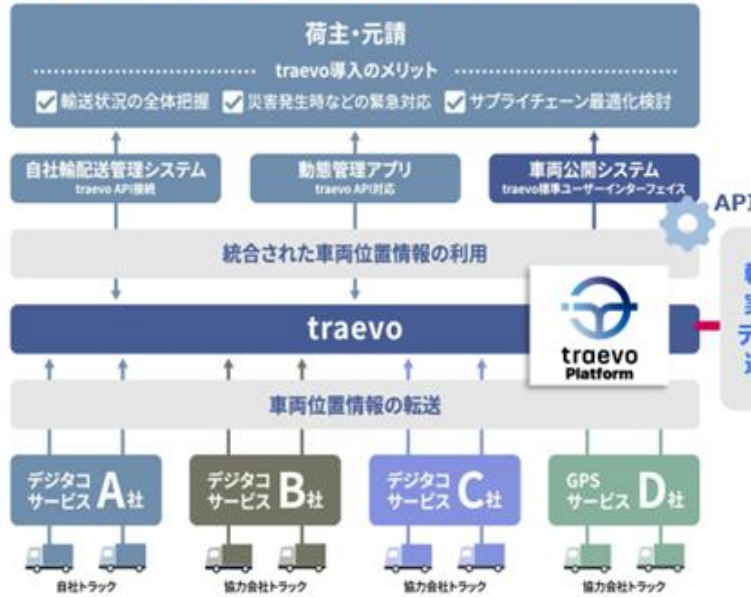 荷主・元請
traevo導入のメリット
輸送状況の全体把握 災害発生時などの緊急対応 サプライチェーン最適化検討
自社輸配送管理システム
traevo API接続
動態管理アプリ
traevo API対応
車両公開システム
traevo標準ユーザーインターフェイス
API
統合された車両位置情報の利用
traevo
traevo
Platform
車両位置情報の転送
デジタコ
サービス A社
デジタコ
サービス B社
デジタコ
サービス C社
GPS
サービス D社
自社トラック
協力会社トラック
協力会社トラック
協力会社トラック